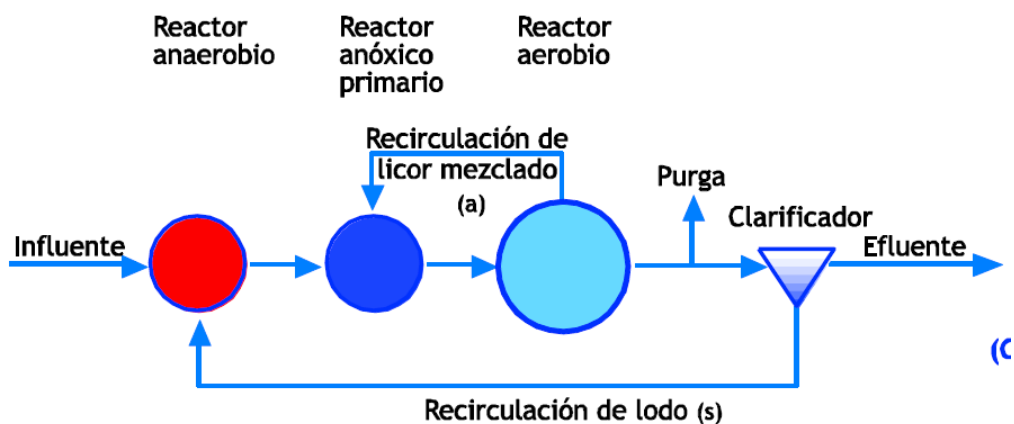 Reactor
anaerobio
Reactor
anóxico
primario
Reactor
aerobio
Recirculación de
licor mezclado
(a)
Purga
Clarificador
Influente
Efluente
(C
Recirculación de lodo (s)